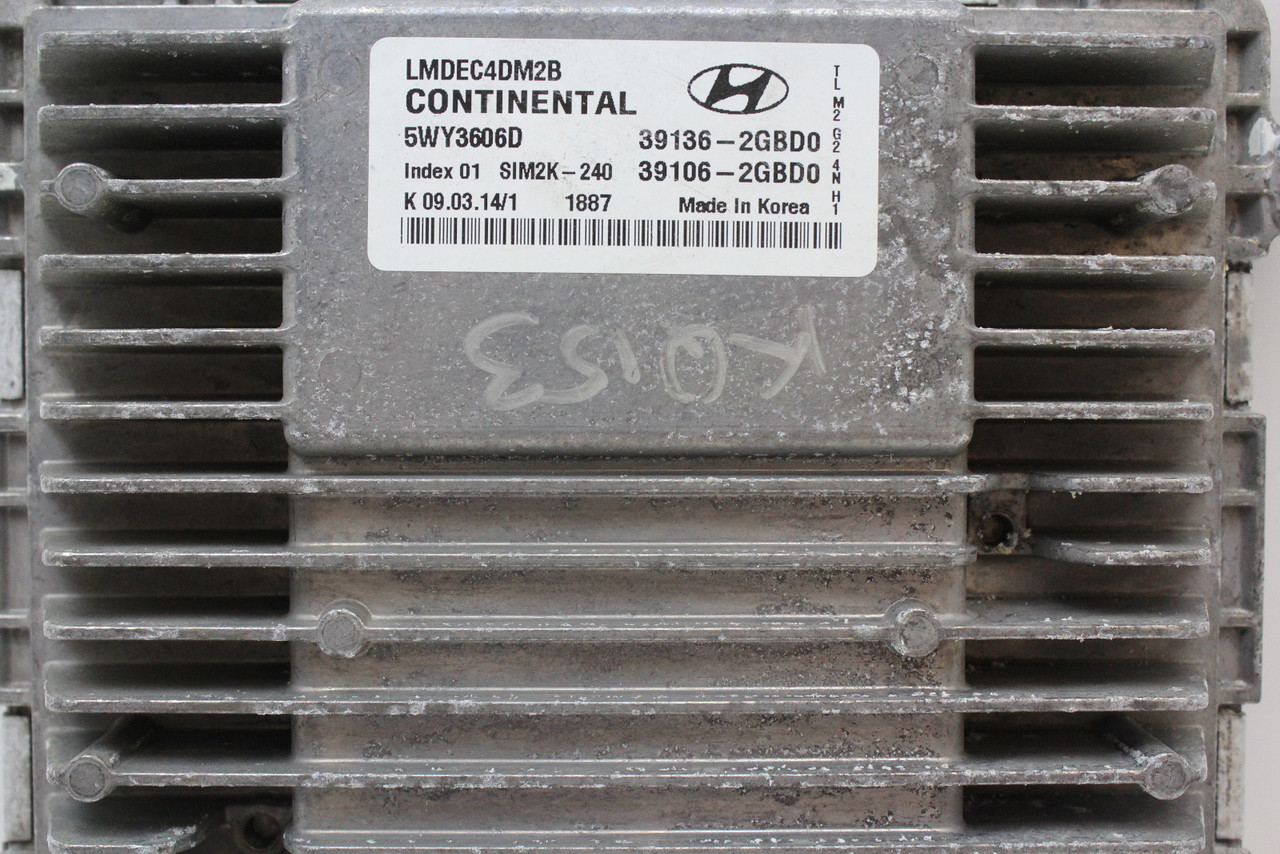 LMDEC4DM2B
CONTINENTAL
5WY3606D 39136-2GBD0
Index 01 SIM2K-240 39106-2GBD0
K 09.03.14/1 1887 Made In Korea
TL M2 G2 4N H1
KQ153